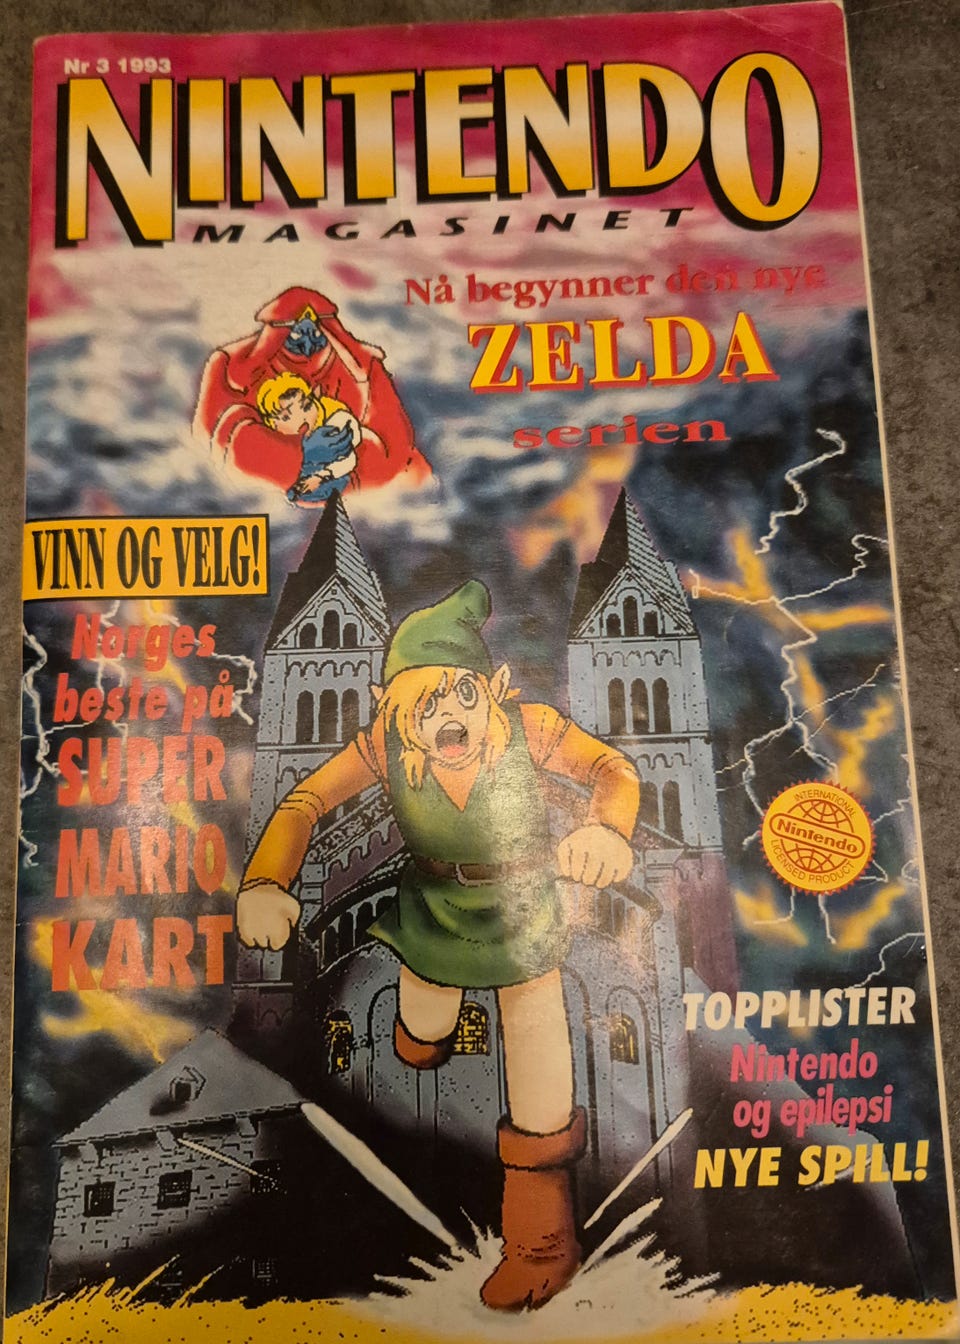 Nr 3 1993
NINTENDO
MAGASINET
Nå begynner den nye
ZELDA
serien
VINN OG VELG!
Norges
beste på
SUPER
MARIO
KART
INTERNATIONAL
Nintendo
LICENSED PRODUCT
TOPPLISTER
Nintendo
og epilepsi
NYE SPILL!